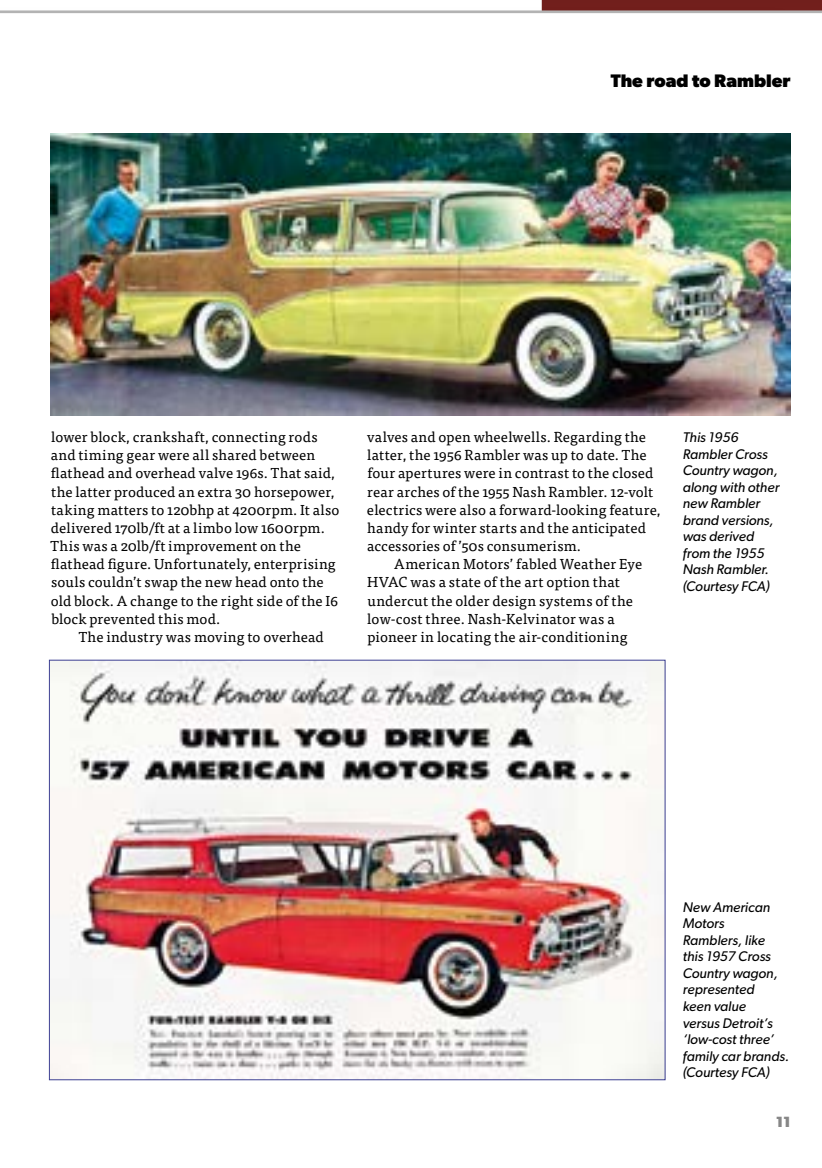 The road to Rambler
lower block, crankshaft, connecting rods
and timing gear were all shared between
flathead and overhead valve 196s. That said,
the latter produced an extra 30 horsepower,
taking matters to 120bhp at 4200rpm. It also
delivered 170lb/ft at a limbo low 1600rpm.
This was a 20lb/ft improvement on the
flathead figure. Unfortunately, enterprising
souls couldn’t swap the new head onto the
old block. A change to the right side of the I6
block prevented this mod.
The industry was moving to overhead
valves and open wheelwells. Regarding the
latter, the 1956 Rambler was up to date. The
four apertures were in contrast to the closed
rear arches of the 1955 Nash Rambler. 12-volt
electrics were also a forward-looking feature,
handy for winter starts and the anticipated
accessories of ’50s consumerism.
American Motors’ fabled Weather Eye
HVAC was a state of the art option that
undercut the older design systems of the
low-cost three. Nash-Kelvinator was a
pioneer in locating the air-conditioning
This 1956
Rambler Cross
Country wagon,
along with other
new Rambler
brand versions,
was derived
from the 1955
Nash Rambler.
(Courtesy FCA)
You don't know what a thrill driving can be
UNTIL YOU DRIVE A
'57 AMERICAN MOTORS CAR...
FUN-TEST RAMBLER V-8 OR SIX
New American
Motors
Ramblers, like
this 1957 Cross
Country wagon,
represented
keen value
versus Detroit’s
‘low-cost three’
family car brands.
(Courtesy FCA)
11